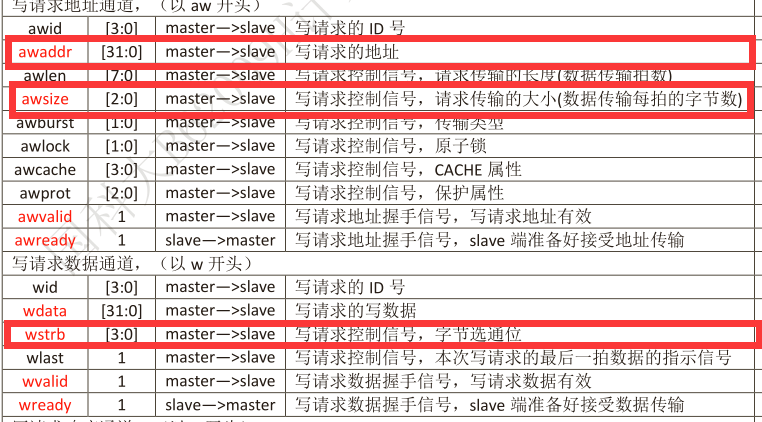 写请求地址通道，（以 aw 开头）
awid [3:0] master—>slave 写请求的 ID 号
awaddr [31:0] master—>slave 写请求的地址
awlen [7:0] master—>slave 写请求控制信号，请求传输的长度(数据传输拍数)
awsize [2:0] master—>slave 写请求控制信号，请求传输的大小(数据传输每拍的字节数)
awburst [1:0] master—>slave 写请求控制信号，传输类型
awlock [1:0] master—>slave 写请求控制信号，原子锁
awcache [3:0] master—>slave 写请求控制信号，CACHE 属性
awprot [2:0] master—>slave 写请求控制信号，保护属性
awvalid 1 master—>slave 写请求地址握手信号，写请求地址有效
awready 1 slave—>master 写请求地址握手信号，slave 端准备好接受地址传输
写请求数据通道，（以 w 开头）
wid [3:0] master—>slave 写请求的 ID 号
wdata [31:0] master—>slave 写请求的写数据
wstrb [3:0] master—>slave 写请求控制信号，字节选通位
wlast 1 master—>slave 写请求控制信号，本次写请求的最后一拍数据的指示信号
wvalid 1 master—>slave 写请求数据握手信号，写请求数据有效
wready 1 slave—>master 写请求数据握手信号，slave 端准备好接受数据传输